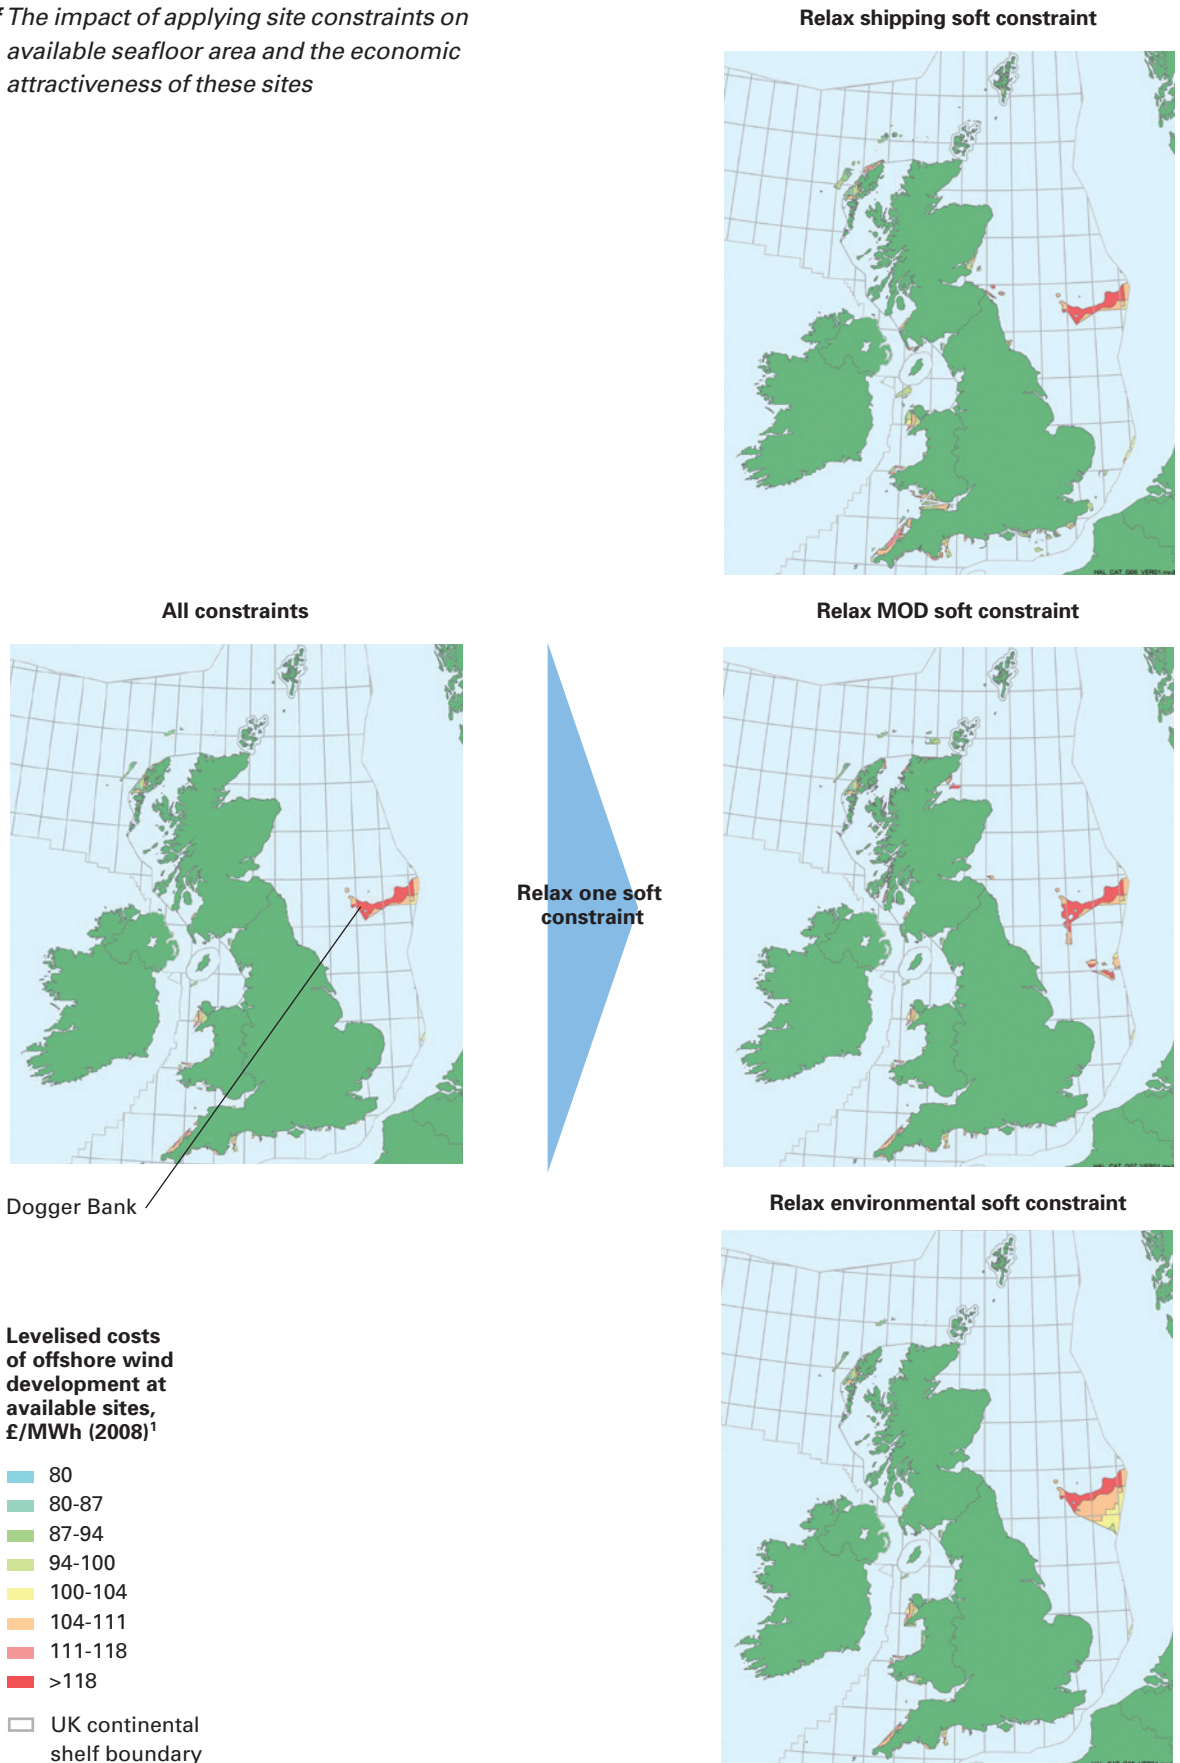 f The impact of applying site constraints on
available seafloor area and the economic
attractiveness of these sites
Relax shipping soft constraint
All constraints
Relax MOD soft constraint
Relax one soft
constraint
Dogger Bank
Relax environmental soft constraint
Levelised costs
of offshore wind
development at
available sites,
£/MWh (2008)1
80
80-87
87-94
94-100
100-104
104-111
111-118
>118
UK continental
shelf boundary